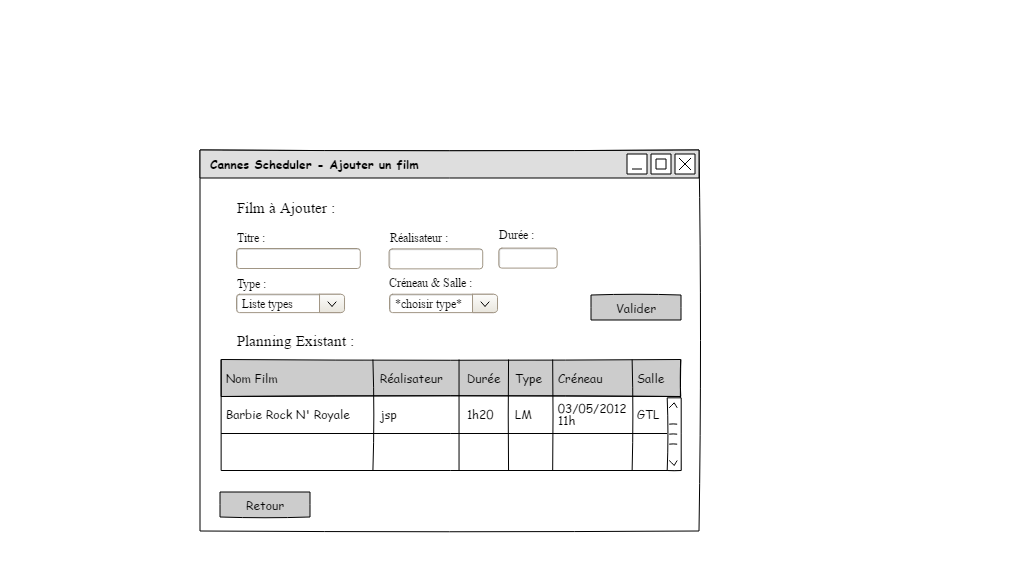 Cannes Scheduler - Ajouter un film
Film à Ajouter :
Titre :
Réalisateur :
Durée :
Type :
Créneau & Salle :
Liste types
*choisir type*
Valider
Planning Existant :
Nom Film Réalisateur Durée Type Créneau Salle
Barbie Rock N' Royale jsp 1h20 LM 03/05/2012 GTL
11h
Retour